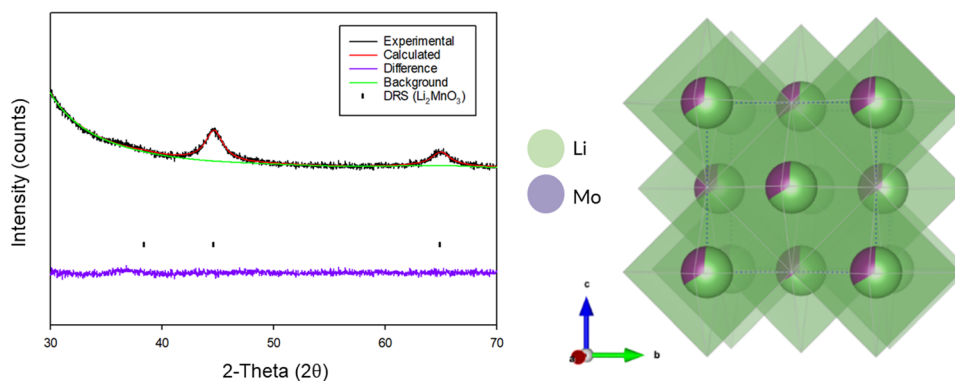 Experimental
Calculated
Difference
Background
DRS (Li₂MnO₃)
Intensity (counts)
30 40 50 60 70
2-Theta (2θ)
Li
Mo
c
a
b